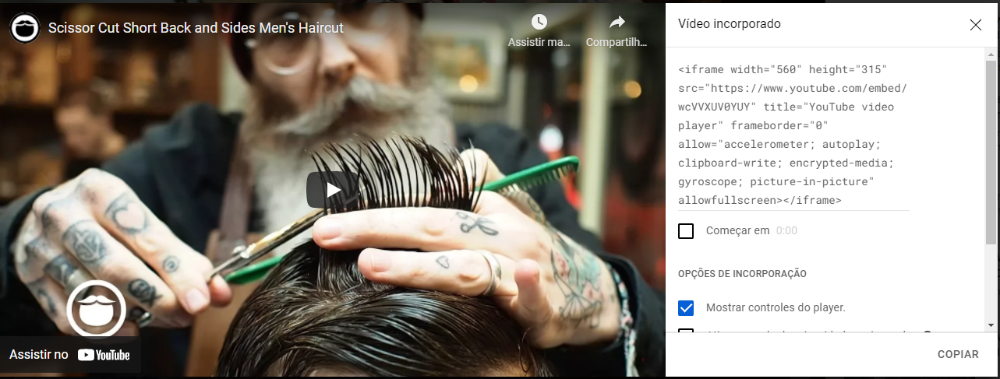 Scissor Cut Short Back and Sides Men's Haircut
Assistir ma...
Compartilh...
Assistir no YouTube
Vídeo incorporado
<iframe width="560" height="315"
src="https://www.youtube.com/embed/
wcVVXUV0YUY" title="YouTube video
player" frameborder="0"
allow="accelerometer; autoplay;
clipboard-write; encrypted-media;
gyroscope; picture-in-picture"
allowfullscreen></iframe>
Começar em 0:00
OPÇÕES DE INCORPORAÇÃO
Mostrar controles do player.
COPIAR